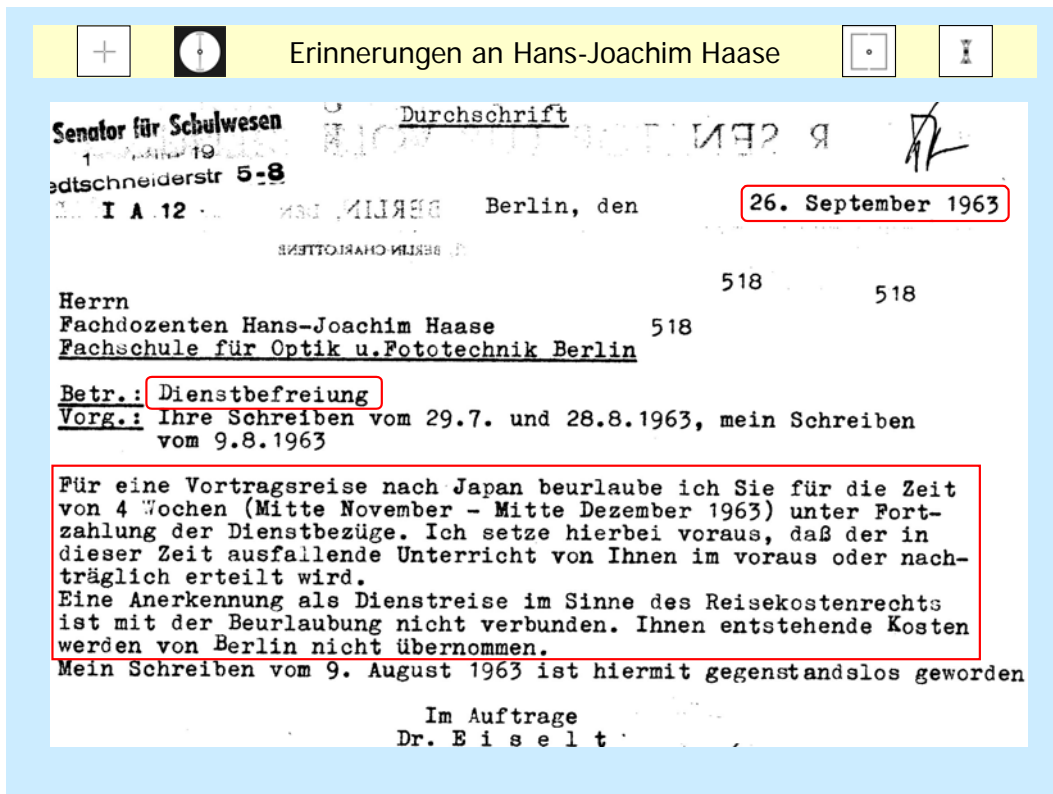 Erinnerungen an Hans-Joachim Haase
Durchschrift
Senator für Schulwesen
1 19
edtschneiderstr 5-8
I A 12
Berlin, den 26. September 1963
518
518
Herrn
Fachdozenten Hans-Joachim Haase 518
Fachschule für Optik u.Fototechnik Berlin
Betr.: Dienstbefreiung
Vorg.: Ihre Schreiben vom 29.7. und 28.8.1963, mein Schreiben
vom 9.8.1963
Für eine Vortragsreise nach Japan beurlaube ich Sie für die Zeit
von 4 Wochen (Mitte November - Mitte Dezember 1963) unter Fort-
zahlung der Dienstbezüge. Ich setze hierbei voraus, daß der in
dieser Zeit ausfallende Unterricht von Ihnen im voraus oder nach-
träglich erteilt wird.
Eine Anerkennung als Dienstreise im Sinne des Reisekostenrechts
ist mit der Beurlaubung nicht verbunden. Ihnen entstehende Kosten
werden von Berlin nicht übernommen.
Mein Schreiben vom 9. August 1963 ist hiermit gegenstandslos geworden
Im Auftrage
Dr. E i s e l t